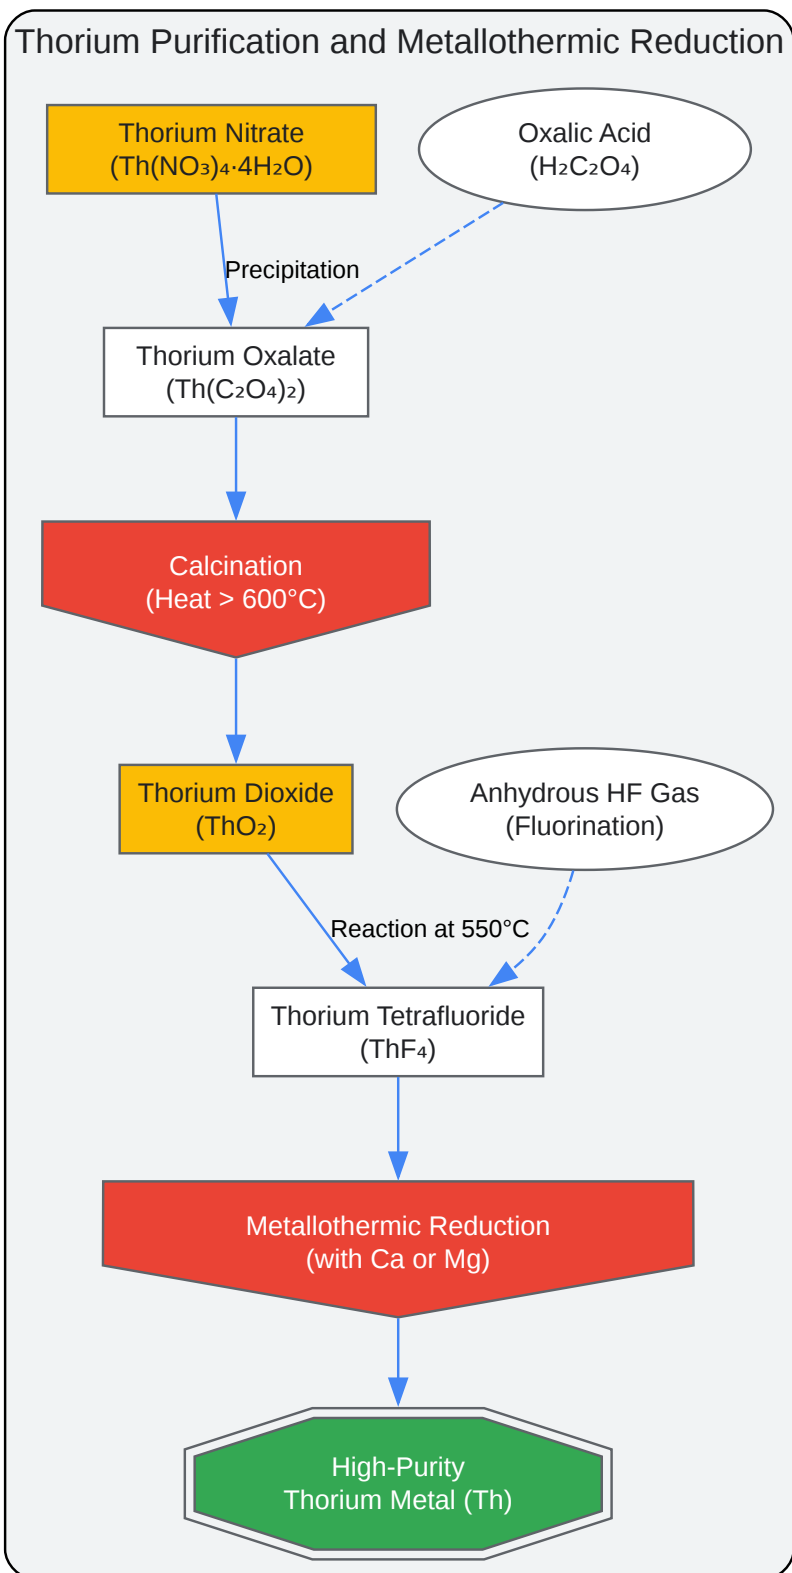 Thorium Purification and Metallothermic Reduction
Thorium Nitrate
(Th(NO₃)₄·4H₂O)
Oxalic Acid
(H₂C₂O₄)
Precipitation
Thorium Oxalate
(Th(C₂O₄)₂)
Calcination
(Heat > 600°C)
Thorium Dioxide
(ThO₂)
Anhydrous HF Gas
(Fluorination)
Reaction at 550°C
Thorium Tetrafluoride
(ThF₄)
Metallothermic Reduction
(with Ca or Mg)
High-Purity
Thorium Metal (Th)